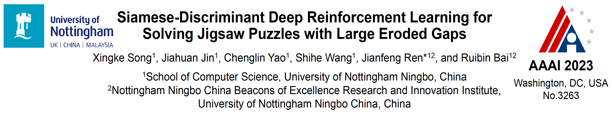 University of
Nottingham
UK | CHINA | MALAYSIA
Siamese-Discriminant Deep Reinforcement Learning for
Solving Jigsaw Puzzles with Large Eroded Gaps
Xingke Song¹, Jiahuan Jin¹, Chenglin Yao¹, Shihe Wang¹, Jianfeng Ren*¹², and Ruibin Bai¹²
¹School of Computer Science, University of Nottingham Ningbo, China
²Nottingham Ningbo China Beacons of Excellence Research and Innovation Institute,
University of Nottingham Ningbo China, China
AAAI 2023
Washington, DC, USA
No.3263